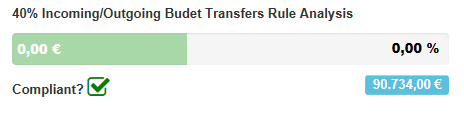 40% Incoming/Outgoing Budet Transfers Rule Analysis
0,00 € 0,00 %
Compliant? 90.734,00 €